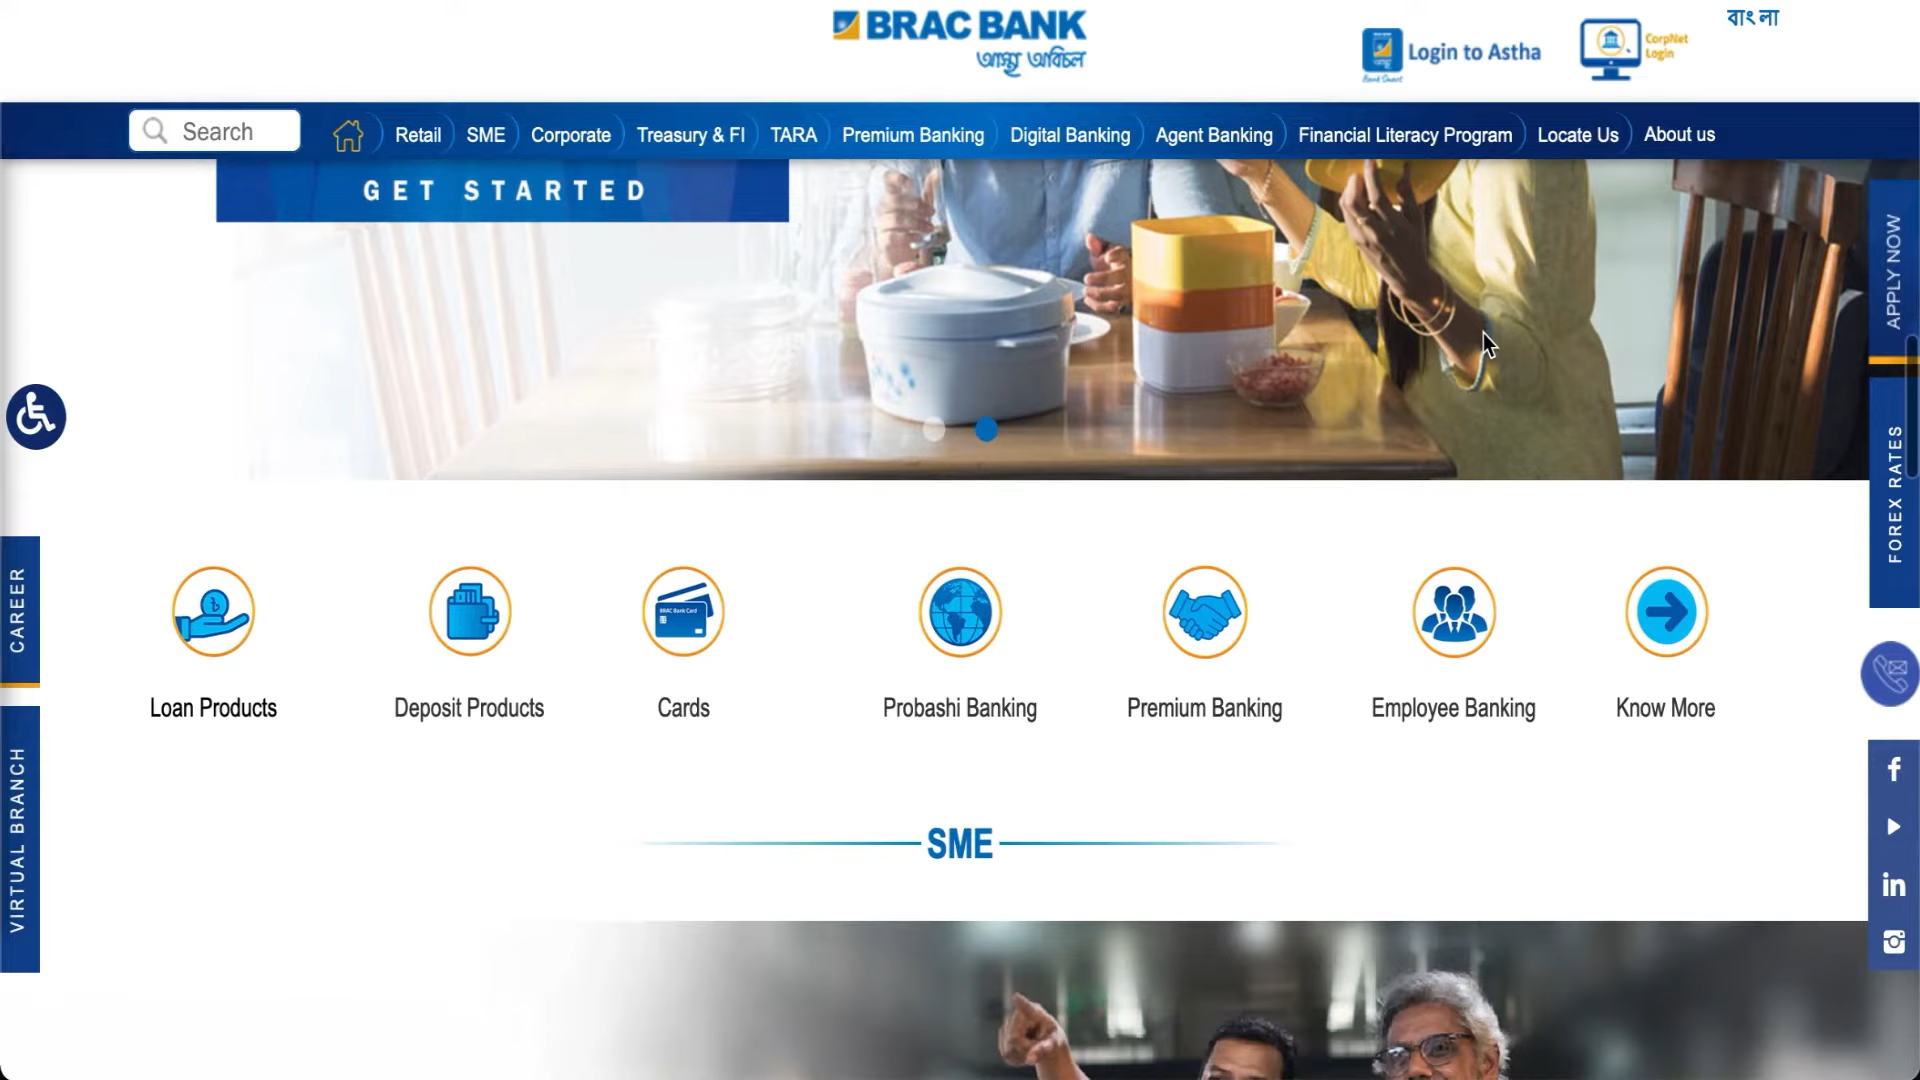 BRAC BANK
আস্থা অবিচল
Login to Astha
CorpNet
Login
বাংলা
Search
Retail
SME
Corporate
Treasury & FI
TARA
Premium Banking
Digital Banking
Agent Banking
Financial Literacy Program
Locate Us
About us
GET STARTED
APPLY NOW
FOREX RATES
CAREER
VIRTUAL BRANCH
BRAC Bank Card
Loan Products
Deposit Products
Cards
Probashi Banking
Premium Banking
Employee Banking
Know More
SME